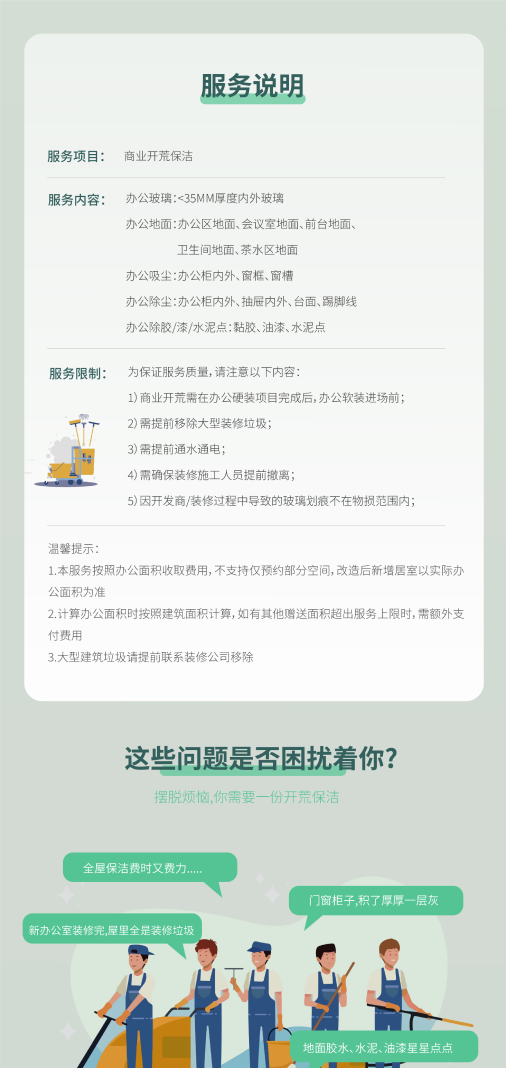 服务说明
服务项目： 商业开荒保洁
服务内容： 办公玻璃：<35MM厚度内外玻璃
办公地面：办公区地面、会议室地面、前台地面、
卫生间地面、茶水区地面
办公吸尘：办公柜内外、窗框、窗槽
办公除尘：办公柜内外、抽屉内外、台面、踢脚线
办公除胶/漆/水泥点：黏胶、油漆、水泥点
服务限制： 为保证服务质量，请注意以下内容：
1）商业开荒需在办公硬装项目完成后，办公软装进场前；
2）需提前移除大型装修垃圾；
3）需提前通水通电；
4）需确保装修施工人员提前撤离；
5）因开发商/装修过程中导致的玻璃划痕不在物损范围内；
温馨提示：
1.本服务按照办公面积收取费用，不支持仅预约部分空间，改造后新增居室以实际办
公面积为准
2.计算办公面积时按照建筑面积计算，如有其他赠送面积超出服务上限时，需额外支
付费用
3.大型建筑垃圾请提前联系装修公司移除
这些问题是否困扰着你?
摆脱烦恼,你需要一份开荒保洁
全屋保洁费时又费力.....
门窗柜子,积了厚厚一层灰
新办公室装修完,屋里全是装修垃圾
地面胶水、水泥、油漆星星点点